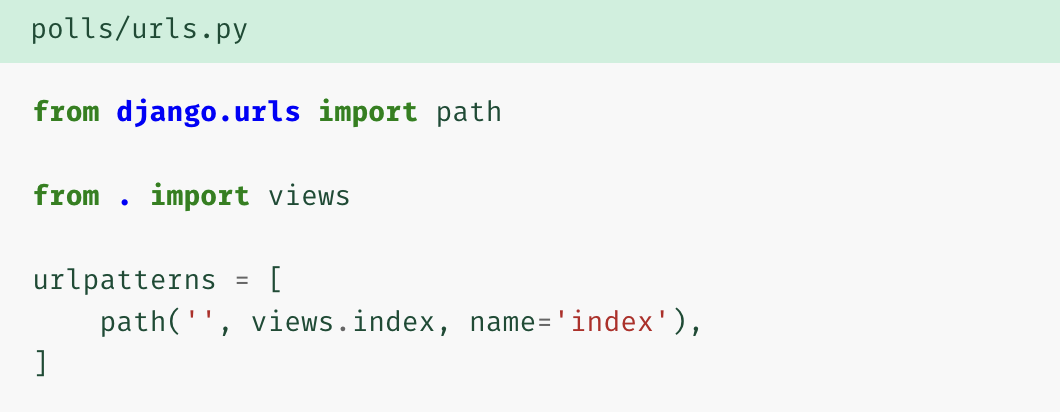 polls/urls.py
from django.urls import path
from . import views
urlpatterns = [
    path('', views.index, name='index'),
]